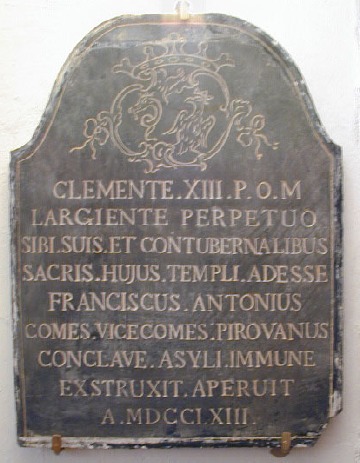 CLEMENTE.XIII.P.O.M
LARGIENTE PERPETUO
SIBI.SUIS.ET CONTUBERNALIBUS
SACRIS.HUJUS.TEMPLI.ADESSE
FRANCISCUS.ANTONIUS
COMES.VICECOMES.PIROVANUS
CONCLAVE.ASYLI.IMMUNE
EXSTRUXIT.APERUIT
A.MDCCLXIII.